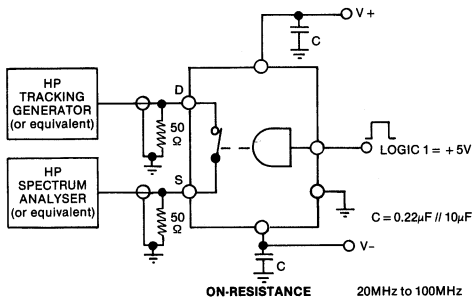 V +
C
HP
TRACKING
GENERATOR
(or equivalent)
D
50
Ω
LOGIC 1 = + 5V
HP
SPECTRUM
ANALYSER
(or equivalent)
S
50
Ω
C = 0.22µF // 10µF
V−
C
ON-RESISTANCE
20MHz to 100MHz